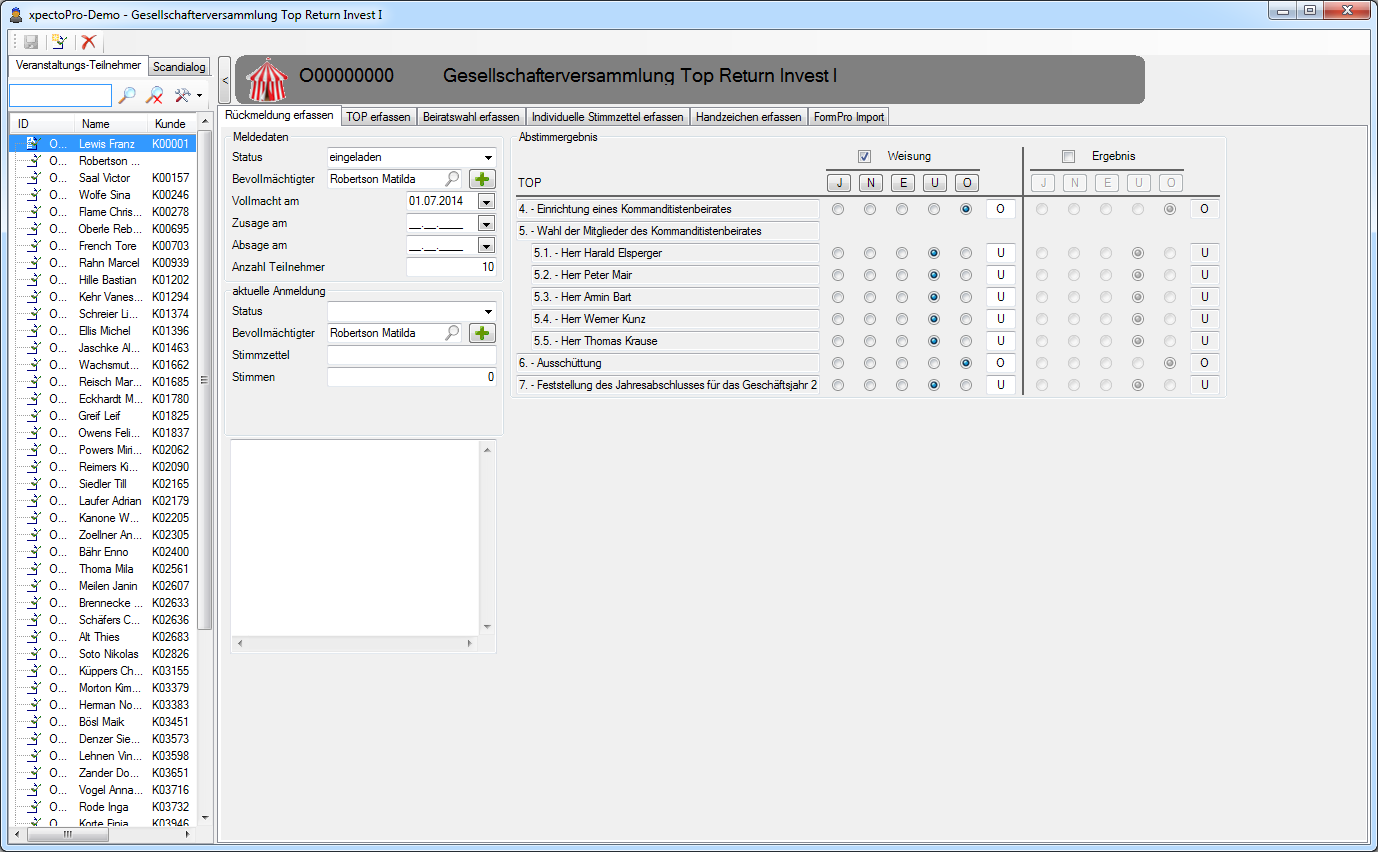 xpectoPro-Demo - Gesellschafterversammlung Top Return Invest I
Veranstaltungs-Teilnehmer Scandialog
< O00000000 Gesellschafterversammlung Top Return Invest I
Rückmeldung erfassen TOP erfassen Beiratswahl erfassen Individuelle Stimmzettel erfassen Handzeichen erfassen FormPro Import
ID Name Kunde
O... Lewis Franz K00001
O... Robertson ...
O... Saal Victor K00157
O... Wolfe Sina K00246
O... Flame Chris... K00278
O... Oberle Reb... K00695
O... French Tore K00703
O... Rahn Marcel K00939
O... Hille Bastian K01202
O... Kehr Vanes... K01294
O... Schreier Li... K01374
O... Ellis Michel K01396
O... Jaschke Al... K01463
O... Wachsmut... K01662
O... Reisch Mar... K01685
O... Eckhardt M... K01780
O... Greif Leif K01825
O... Owens Feli... K01837
O... Powers Miri... K02062
O... Reimers Ki... K02090
O... Siedler Till K02165
O... Laufer Adrian K02179
O... Kanone W... K02205
O... Zoellner An... K02305
O... Bähr Enno K02400
O... Thoma Mila K02561
O... Meilen Janin K02607
O... Brennecke ... K02633
O... Schäfers C... K02636
O... Alt Thies K02683
O... Soto Nikolas K02826
O... Küppers Ch... K03155
O... Morton Kim... K03379
O... Herman No... K03383
O... Bösl Maik K03451
O... Denzer Sie... K03573
O... Lehnen Vin... K03598
O... Zander Do... K03651
O... Vogel Anna... K03716
O... Rode Inga K03732
O... Korte Finja K03946
Meldedaten
Status eingeladen
Bevollmächtigter Robertson Matilda
Vollmacht am 01.07.2014
Zusage am __.__.____
Absage am __.__.____
Anzahl Teilnehmer 10
aktuelle Anmeldung
Status
Bevollmächtigter Robertson Matilda
Stimmzettel
Stimmen 0
Abstimmergebnis
Weisung Ergebnis
TOP J N E U O J N E U O
4. - Einrichtung eines Kommanditistenbeirates O O
5. - Wahl der Mitglieder des Kommanditistenbeirates
5.1. - Herr Harald Elsperger U U
5.2. - Herr Peter Mair U U
5.3. - Herr Armin Bart U U
5.4. - Herr Werner Kunz U U
5.5. - Herr Thomas Krause U U
6. - Ausschüttung O O
7. - Feststellung des Jahresabschlusses für das Geschäftsjahr 2 U U